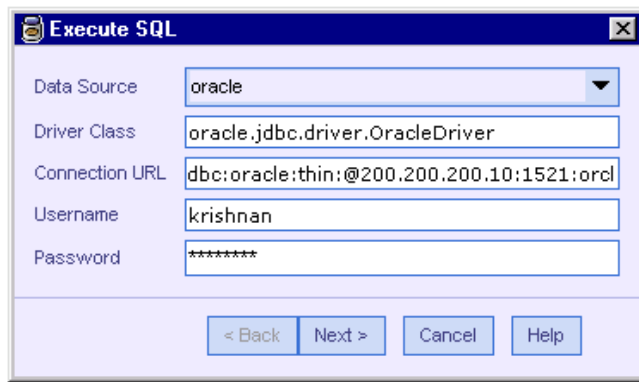 Execute SQL
Data Source oracle
Driver Class oracle.jdbc.driver.OracleDriver
Connection URL dbc:oracle:thin:@200.200.200.10:1521:orcl
Username krishnan
Password ********
< Back Next > Cancel Help